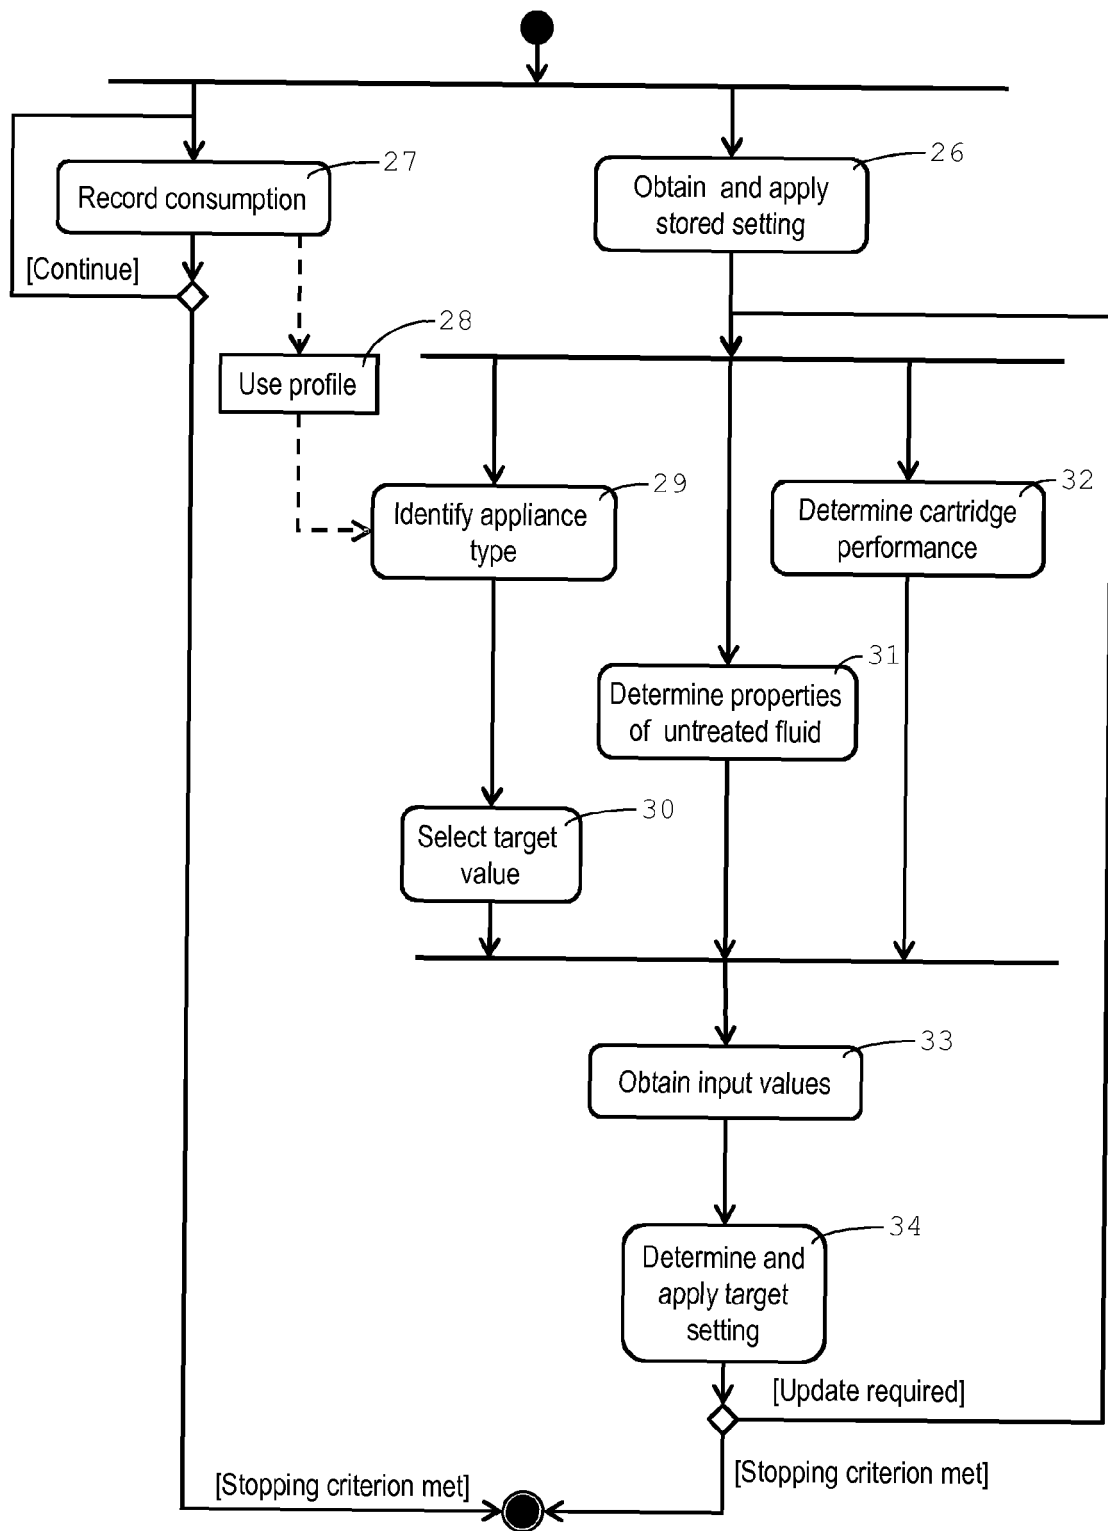 27
Record consumption
26
Obtain and apply
stored setting
[Continue]
28
Use profile
29
Identify appliance
type
32
Determine cartridge
performance
31
Determine properties
of untreated fluid
30
Select target
value
33
Obtain input values
34
Determine and
apply target
setting
[Update required]
[Stopping criterion met]
[Stopping criterion met]